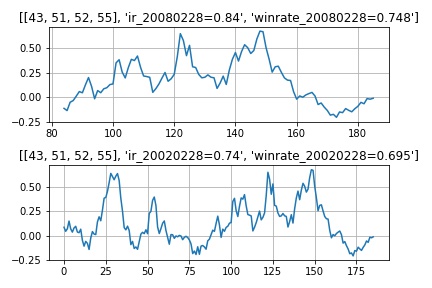 [[43, 51, 52, 55], 'ir_20080228=0.84', 'winrate_20080228=0.748']
0.50
0.25
0.00
−0.25
80 100 120 140 160 180
[[43, 51, 52, 55], 'ir_20020228=0.74', 'winrate_20020228=0.695']
0.50
0.25
0.00
−0.25
0 25 50 75 100 125 150 175